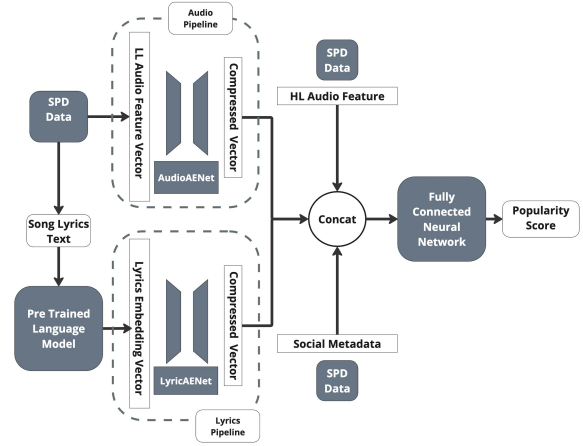 Audio
Pipeline
SPD
Data
LL Audio Feature Vector
AudioAENet
Compressed Vector
SPD
Data
HL Audio Feature
Song Lyrics
Text
Concat
Fully
Connected
Neural
Network
Popularity
Score
Pre Trained
Language
Model
Lyrics Embedding Vector
LyricAENet
Compressed Vector
Social Metadata
SPD
Data
Lyrics
Pipeline